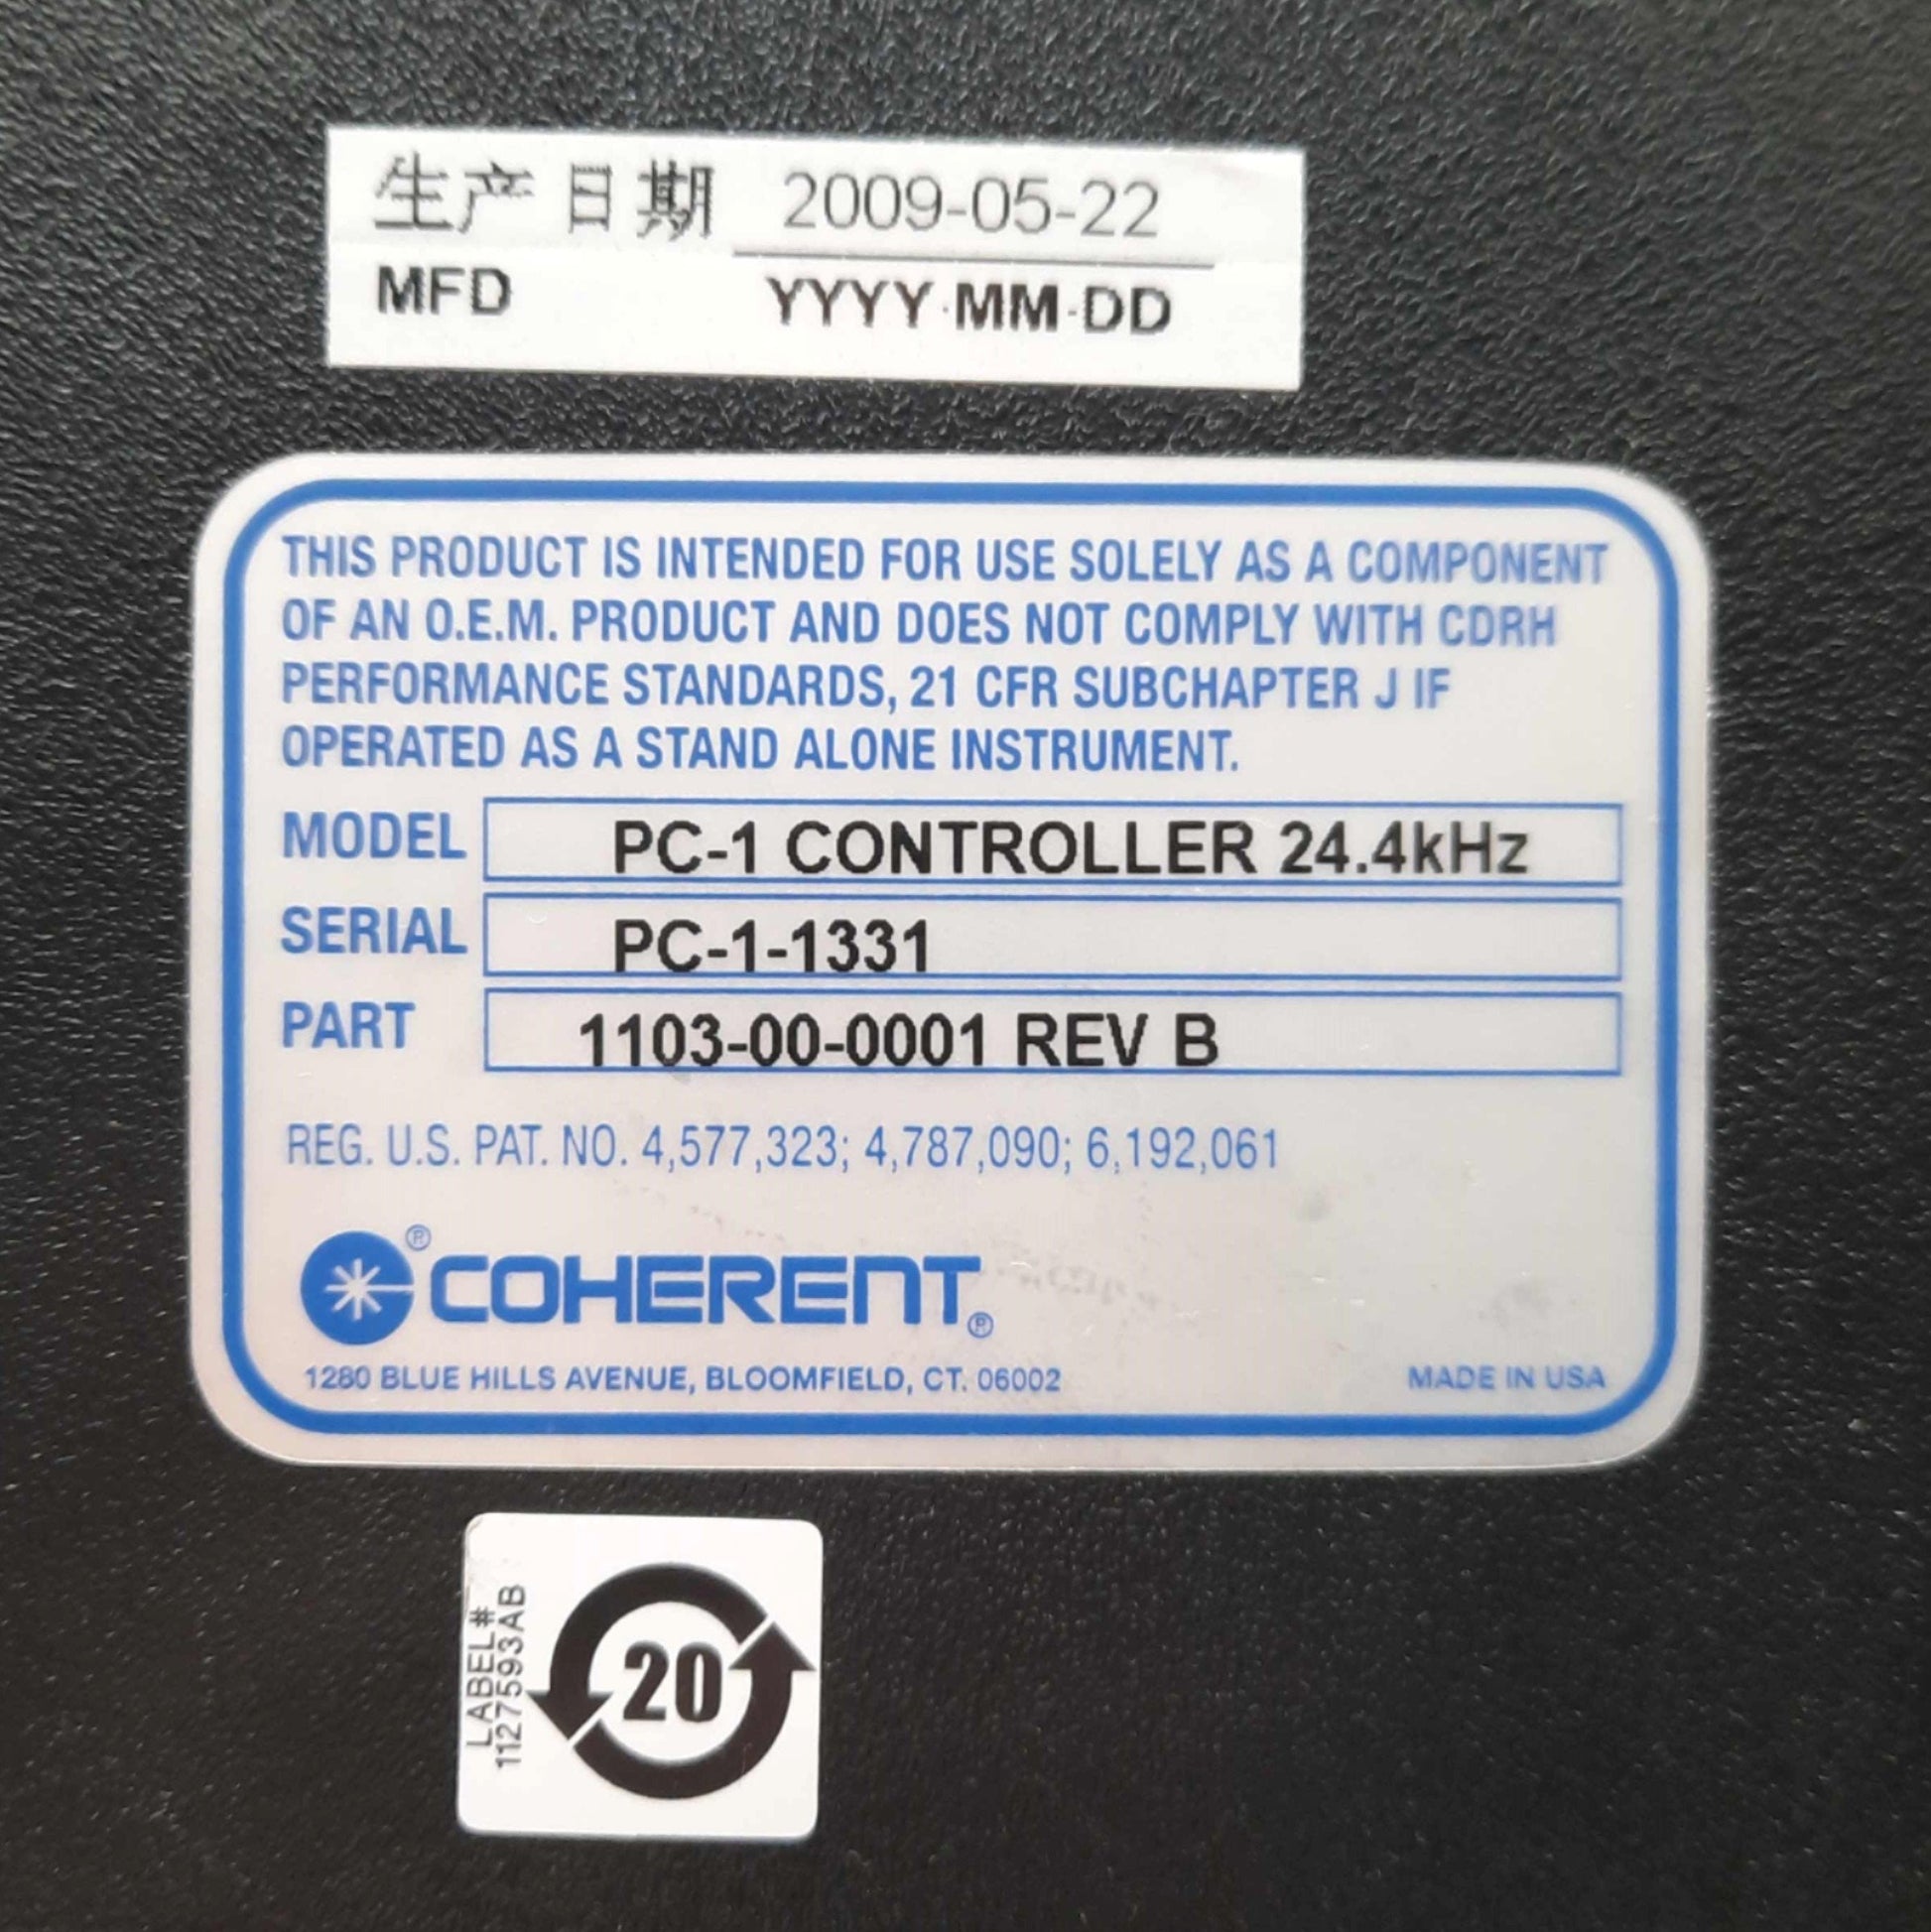 生产日期 2009-05-22
MFD YYYY-MM-DD
THIS PRODUCT IS INTENDED FOR USE SOLELY AS A COMPONENT
OF AN O.E.M. PRODUCT AND DOES NOT COMPLY WITH CDRH
PERFORMANCE STANDARDS, 21 CFR SUBCHAPTER J IF
OPERATED AS A STAND ALONE INSTRUMENT.
MODEL PC-1 CONTROLLER 24.4kHz
SERIAL PC-1-1331
PART 1103-00-0001 REV B
REG. U.S. PAT. NO. 4,577,323; 4,787,090; 6,192,061
® COHERENT®
1280 BLUE HILLS AVENUE, BLOOMFIELD, CT. 06002 MADE IN USA
LABEL#
1127593AB
20